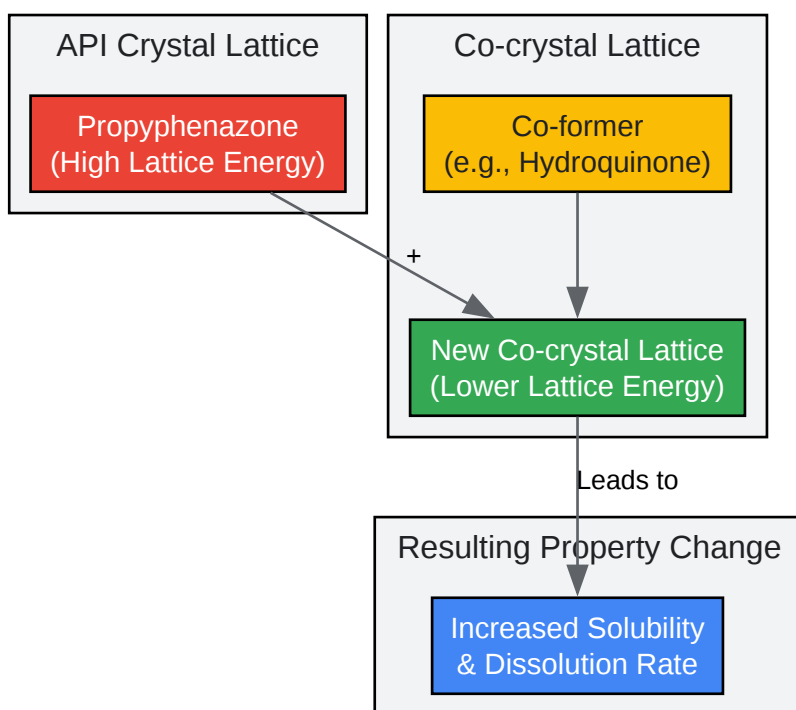 API Crystal Lattice
Propyphenazone
(High Lattice Energy)
Co-crystal Lattice
Co-former
(e.g., Hydroquinone)
+
New Co-crystal Lattice
(Lower Lattice Energy)
Leads to
Resulting Property Change
Increased Solubility
& Dissolution Rate